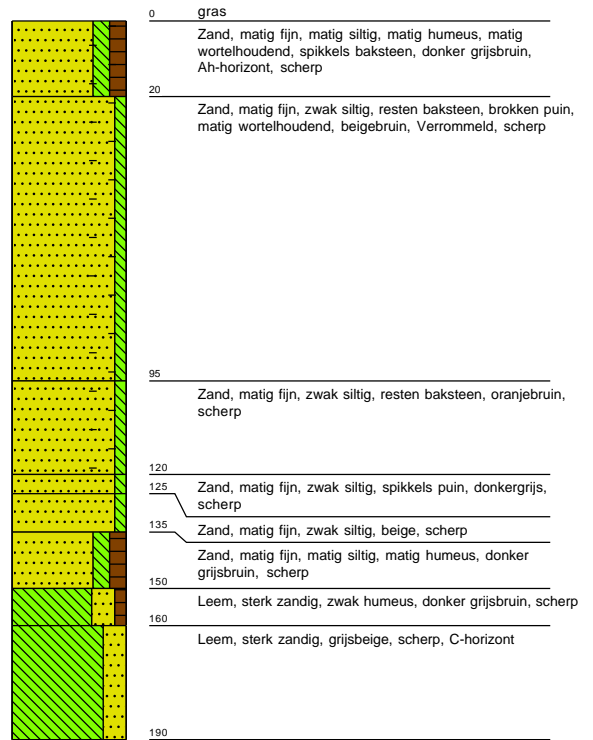 0 gras
Zand, matig fijn, matig siltig, matig humeus, matig
wortelhoudend, spikkels baksteen, donker grijsbruin,
Ah-horizont, scherp
20
Zand, matig fijn, zwak siltig, resten baksteen, brokken puin,
matig wortelhoudend, beigebruin, Verrommeld, scherp
95
Zand, matig fijn, zwak siltig, resten baksteen, oranjebruin,
scherp
120
Zand, matig fijn, zwak siltig, spikkels puin, donkergrijs,
scherp
125
Zand, matig fijn, zwak siltig, beige, scherp
135
Zand, matig fijn, matig siltig, matig humeus, donker
grijsbruin, scherp
150
Leem, sterk zandig, zwak humeus, donker grijsbruin, scherp
160
Leem, sterk zandig, grijsbeige, scherp, C-horizont
190